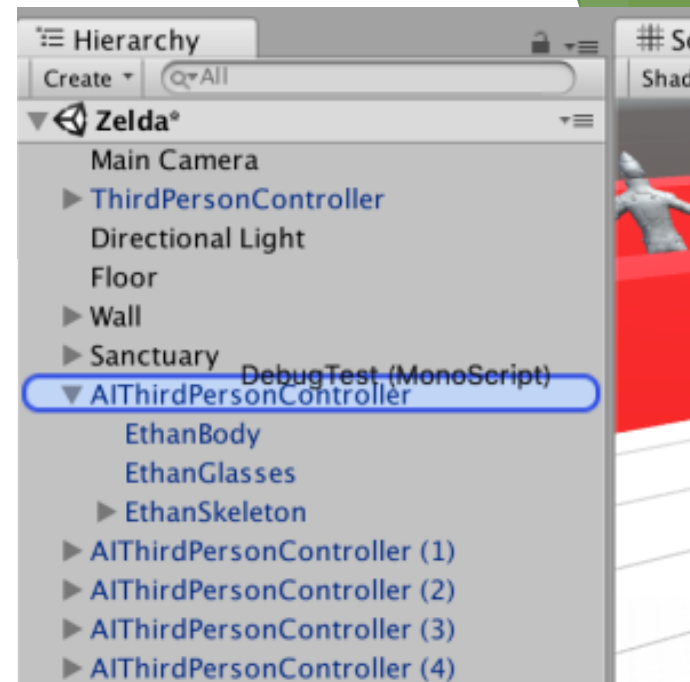 Hierarchy
Create
All
Zelda*
Main Camera
ThirdPersonController
Directional Light
Floor
Wall
Sanctuary
DebugTest (MonoScript)
AIThirdPersonController
EthanBody
EthanGlasses
EthanSkeleton
AIThirdPersonController (1)
AIThirdPersonController (2)
AIThirdPersonController (3)
AIThirdPersonController (4)
# Sc
Shad